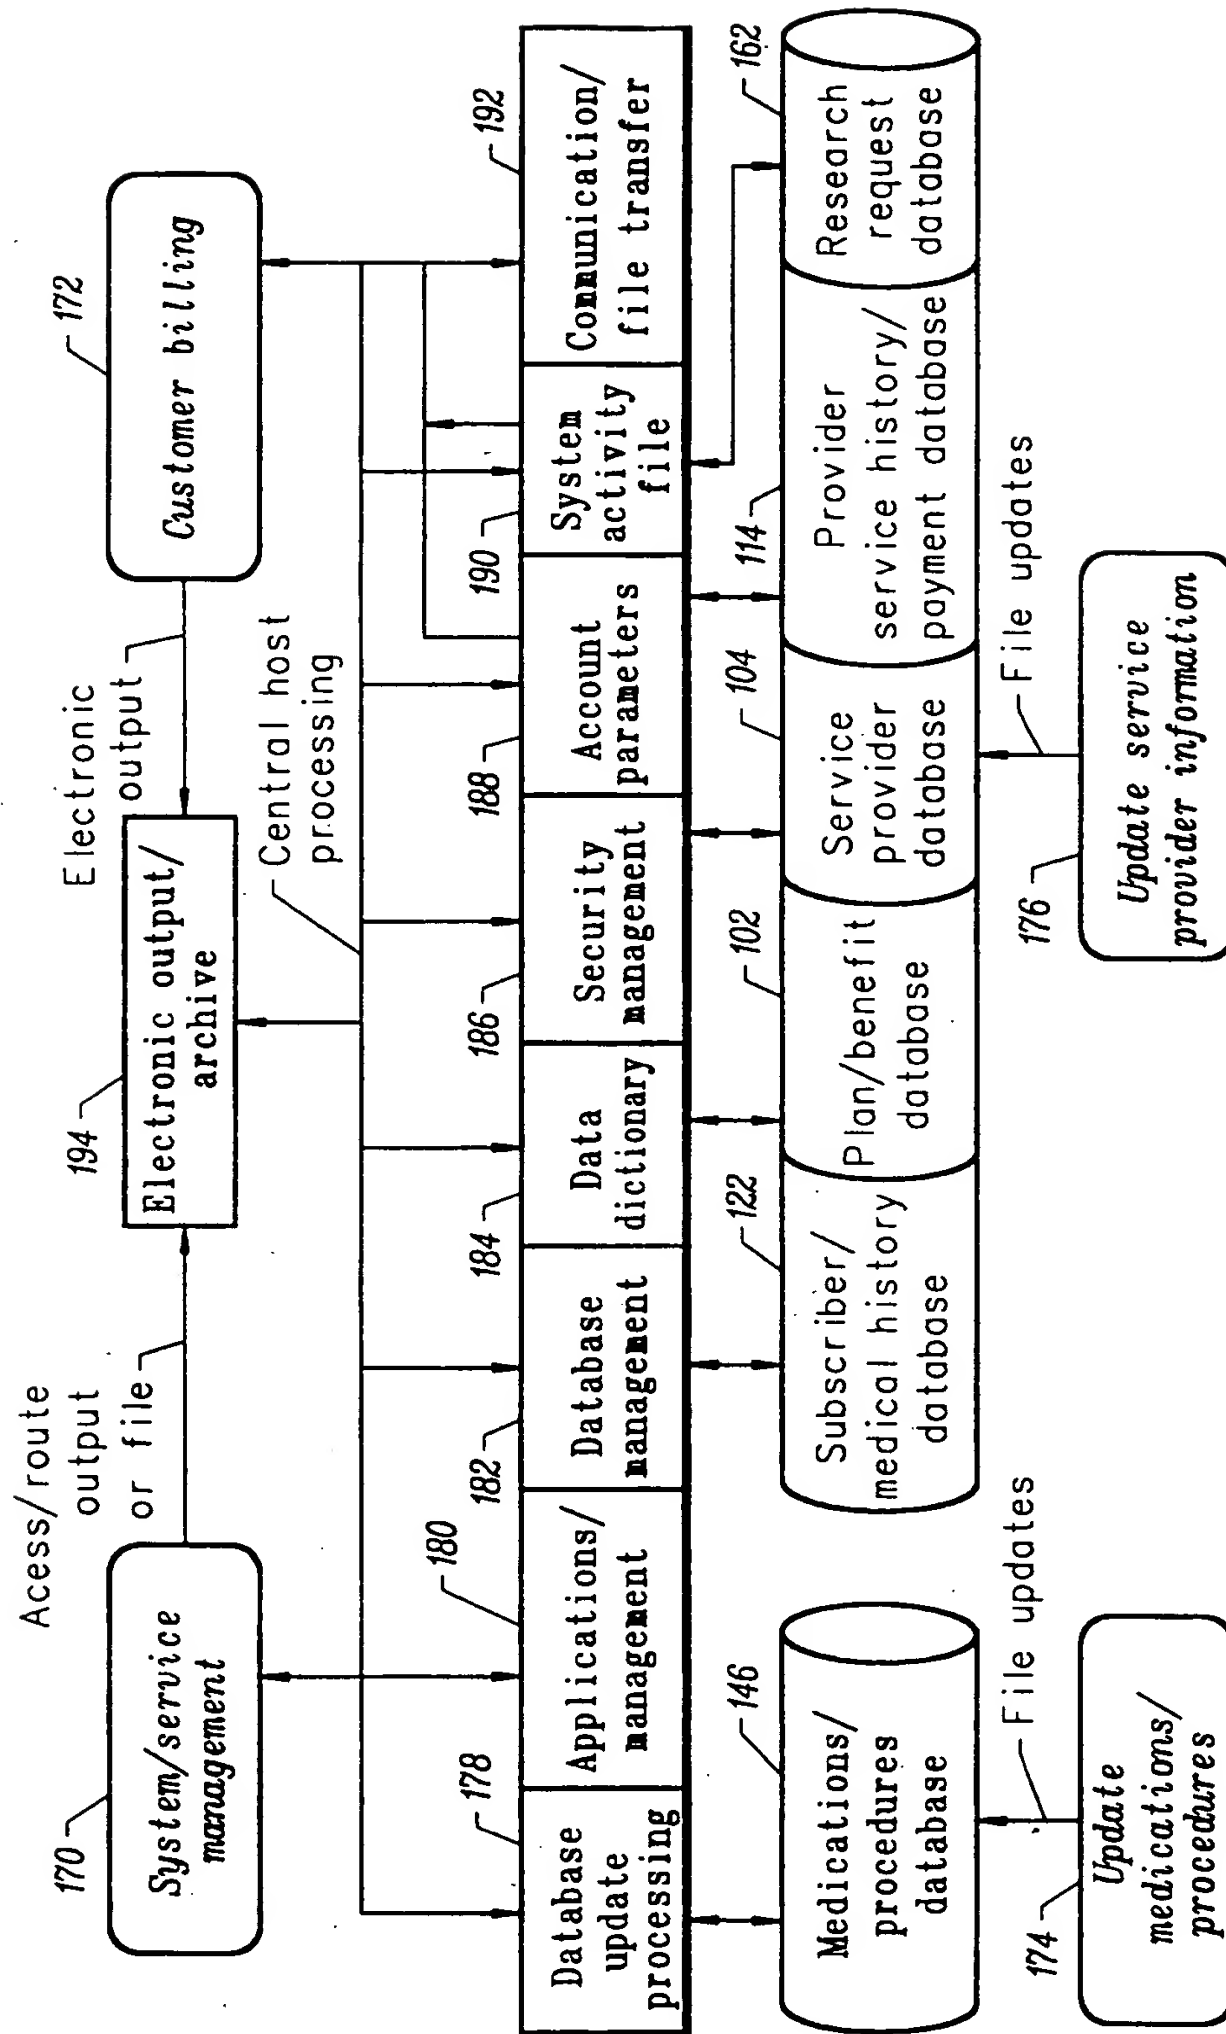 Acess/route
output
or file
Electronic
output
170
System/service
management
194
Electronic output/
archive
172
Customer billing
Central host
processing
178
Database
update
processing
180
Applications/
management
182
Database
management
184
Data
dictionary
186
Security
management
188
Account
parameters
190
System
activity
file
192
Communication/
file transfer
146
Medications/
procedures
database
122
Subscriber/
medical history
database
102
Plan/benefit
database
104
Service
provider
database
114
Provider
service history/
payment database
162
Research
request
database
File updates
174
Update
medications/
procedures
File updates
176
Update service
provider information